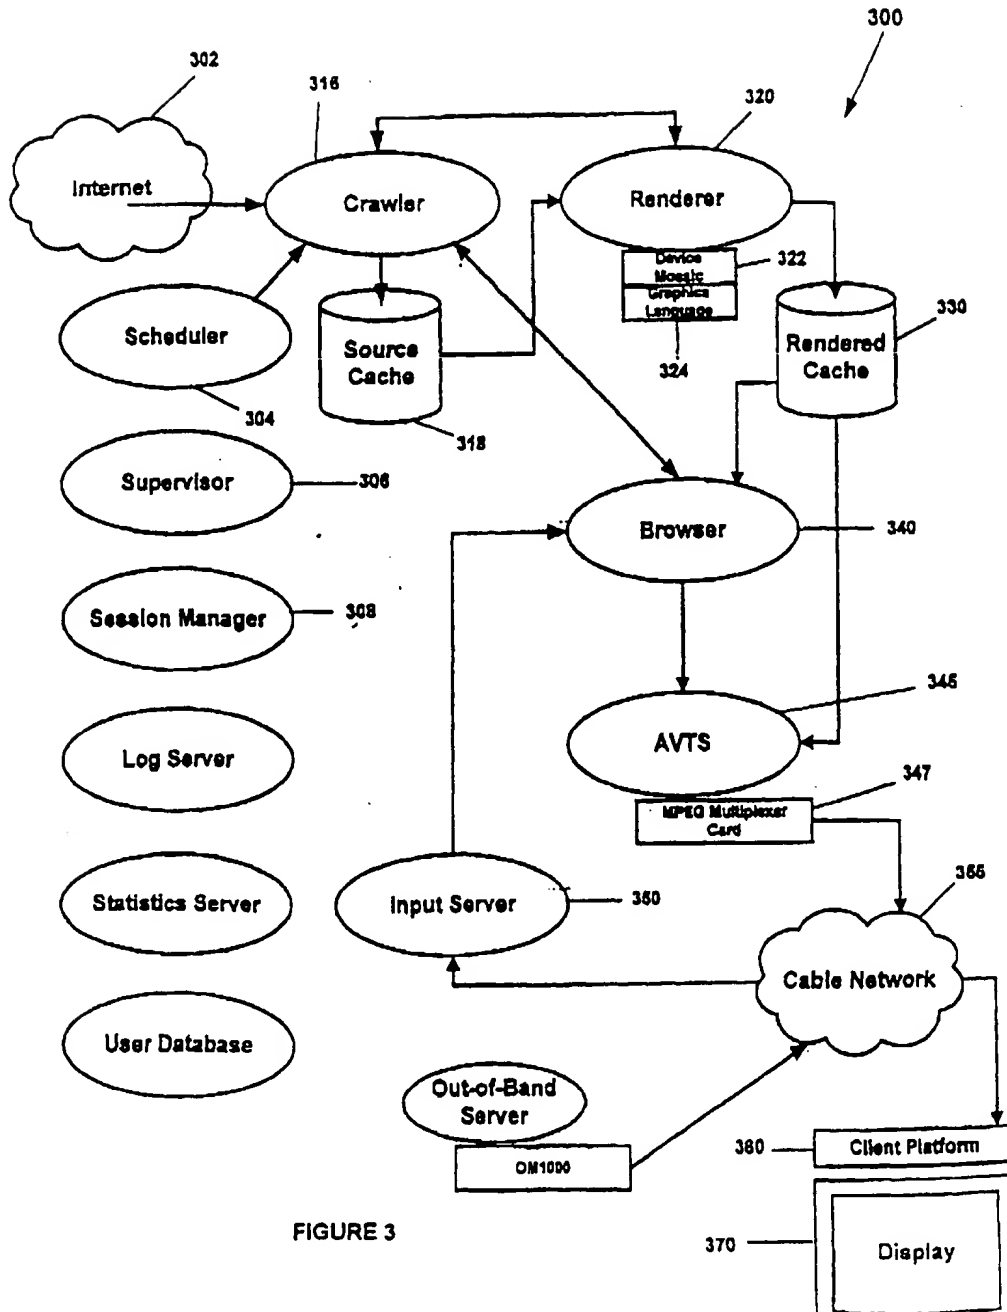 300
302
316
320
Internet
Crawler
Renderer
Device
Mosaic
322
Graphics
Language
324
330
Scheduler
304
Source
Cache
318
Rendered
Cache
Supervisor
306
Browser
340
Session Manager
308
345
AVTS
Log Server
347
MPEG Multiplexer
Card
355
Statistics Server
Input Server
350
Cable Network
User Database
Out-of-Band
Server
OM1000
360
Client Platform
370
Display
FIGURE 3